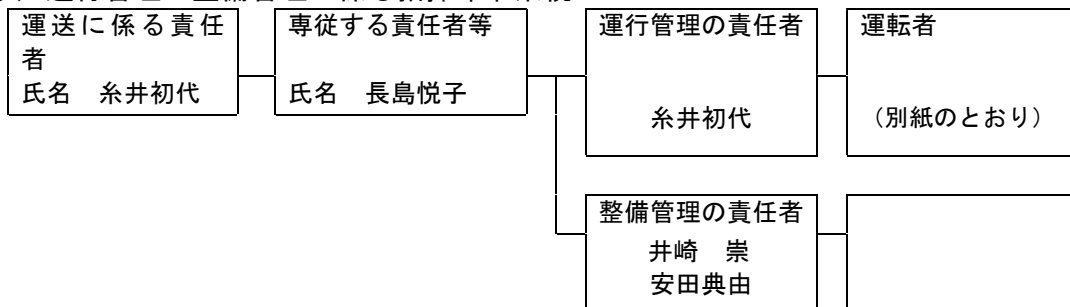 運送に係る責任者
氏名　糸井初代
専従する責任者等
氏名　長島悦子
運行管理の責任者
糸井初代
運転者
（別紙のとおり）
整備管理の責任者
井崎　崇
安田典由